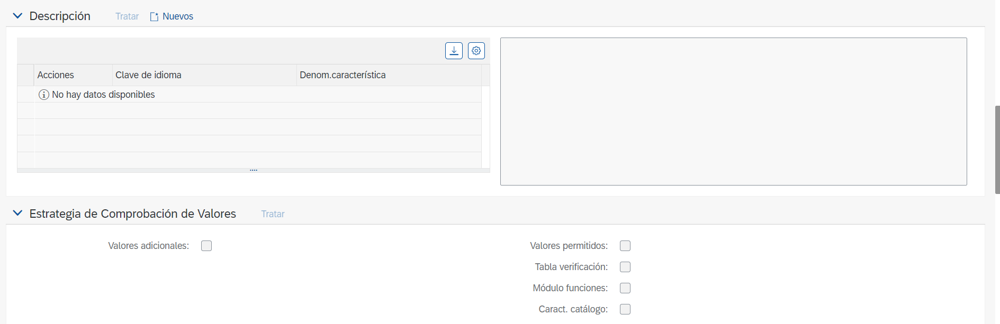 Descripción Tratar Nuevos
Acciones Clave de idioma Denom.característica
No hay datos disponibles
Estrategia de Comprobación de Valores Tratar
Valores adicionales: Valores permitidos:
Tabla verificación:
Módulo funciones:
Caract. catálogo: